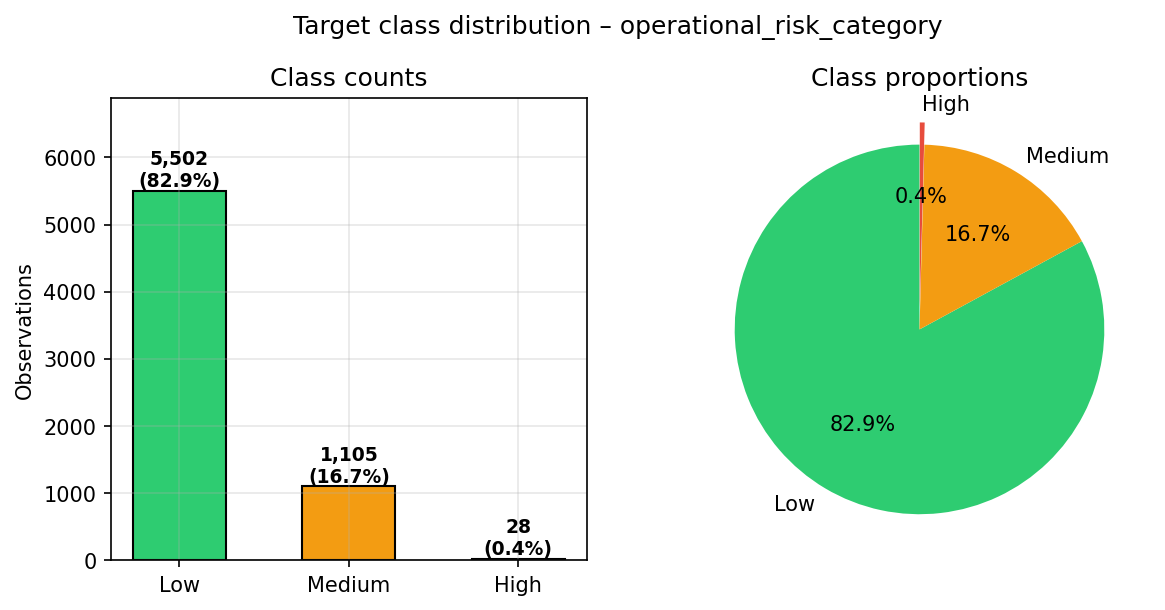 Target class distribution – operational_risk_category
Class counts
Observations
6000
5000
4000
3000
2000
1000
0
5,502
(82.9%)
1,105
(16.7%)
28
(0.4%)
Low
Medium
High
Class proportions
High
Medium
0.4%
16.7%
82.9%
Low